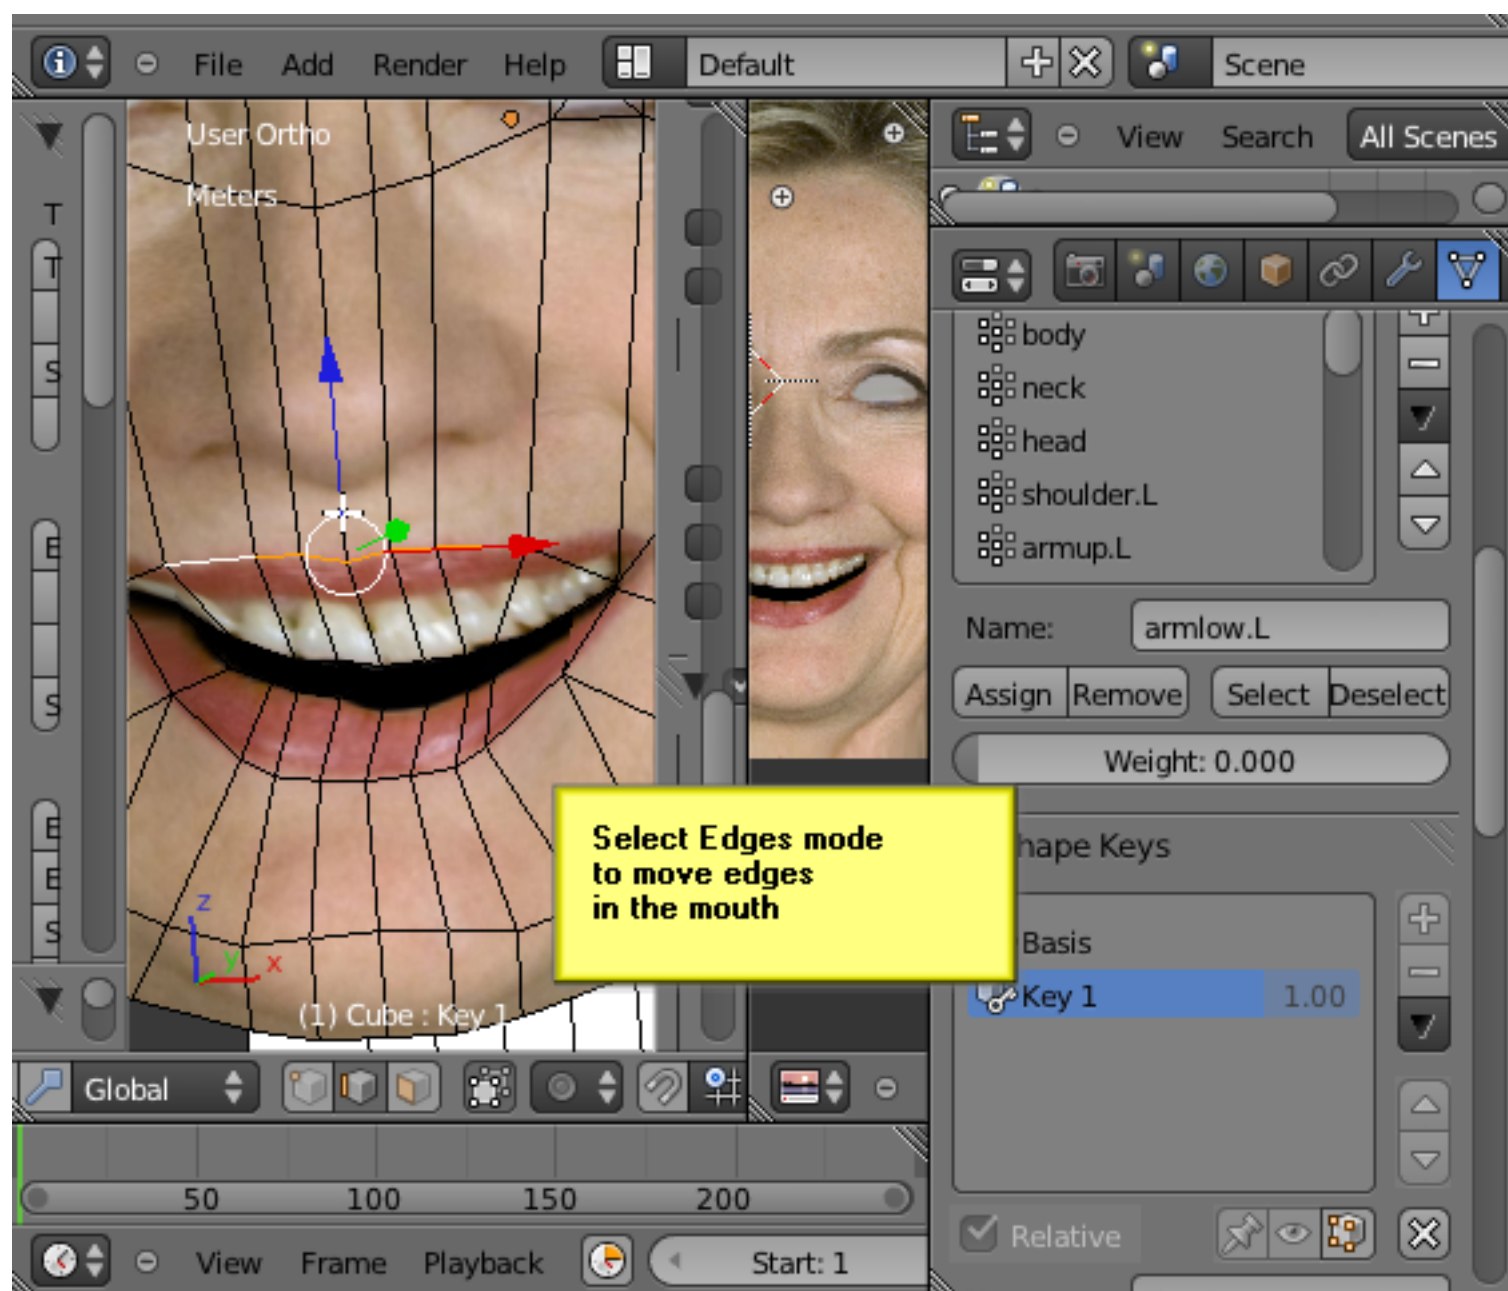 File Add Render Help Default Scene
User Ortho
Meters
View Search All Scenes
T
T
S
E
S
E
E
S
body
neck
head
shoulder.L
armup.L
Name: armlow.L
Assign Remove Select Deselect
Weight: 0.000
Select Edges mode
to move edges
in the mouth
hape Keys
Basis
Key 1 1.00
z
y
x
(1) Cube : Key 1
Global
50 100 150 200
Relative
View Frame Playback Start: 1